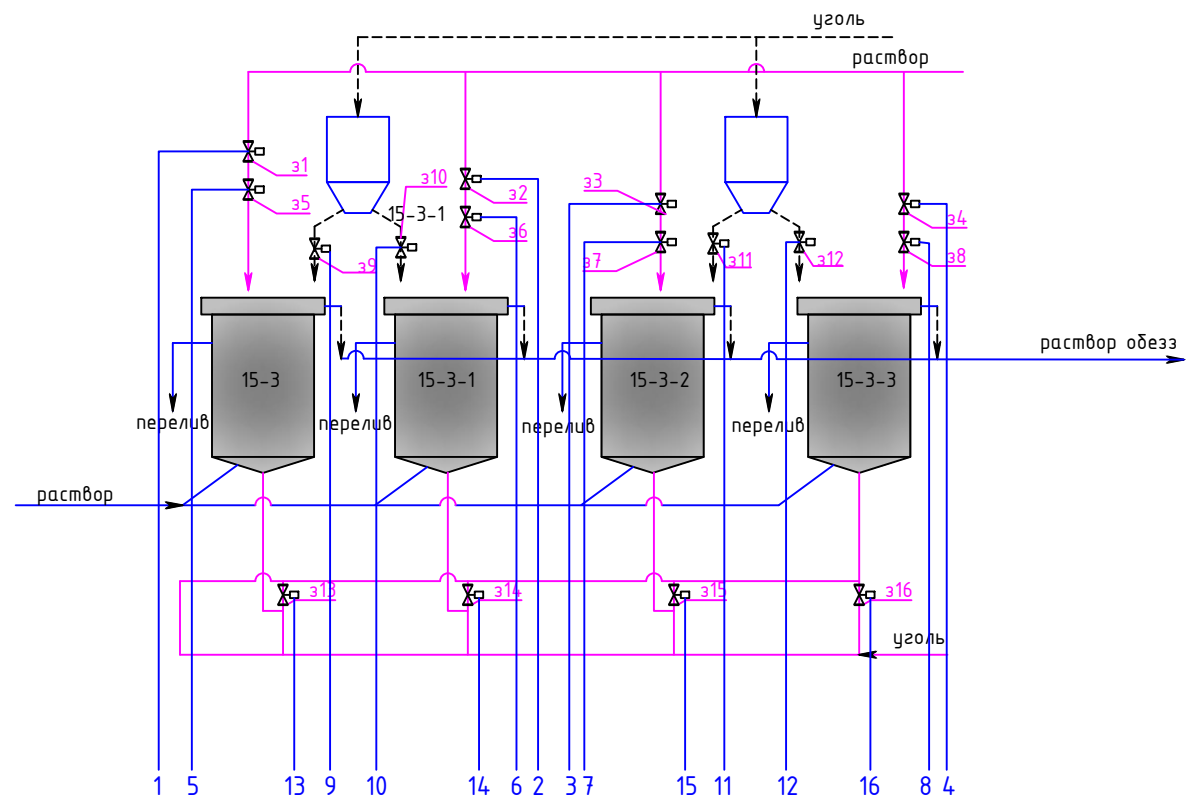 уголь
раствор
з1
з10
з2
з3
з4
з5
15-3-1
з6
з7
з8
з9
з11
з12
раствор обезз
15-3
15-3-1
15-3-2
15-3-3
перелив
перелив
перелив
перелив
раствор
з13
з14
з15
з16
уголь
1 5 13 9 10 14 6 2 3 7 15 11 12 16 8 4